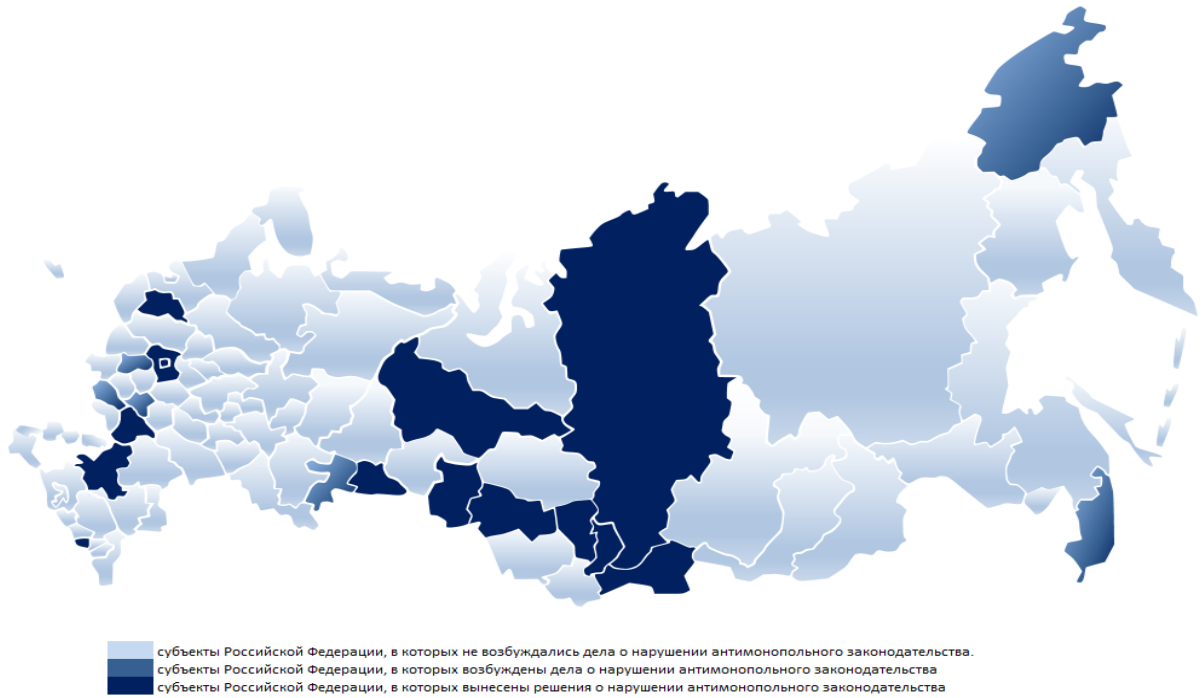 субъекты Российской Федерации, в которых не возбуждались дела о нарушении антимонопольного законодательства.
субъекты Российской Федерации, в которых возбуждены дела о нарушении антимонопольного законодательства
субъекты Российской Федерации, в которых вынесены решения о нарушении антимонопольного законодательства